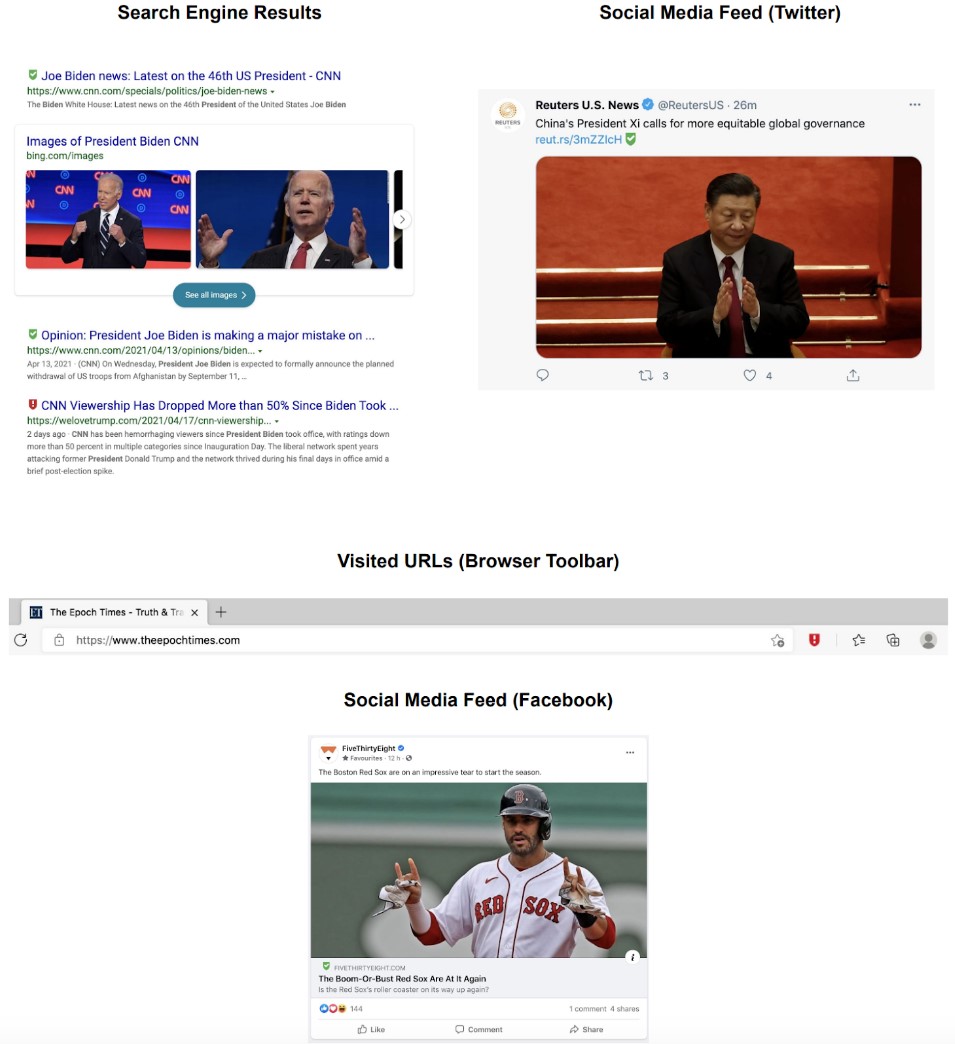 Search Engine Results
Social Media Feed (Twitter)
Joe Biden news: Latest on the 46th US President - CNN
https://www.cnn.com/specials/politics/joe-biden-news
The Biden White House: Latest news on the 46th President of the United States Joe Biden
Images of President Biden CNN
bing.com/images
CNN
CNN
CNN
CNN
See all images
Opinion: President Joe Biden is making a major mistake on ...
https://www.cnn.com/2021/04/13/opinions/biden...
Apr 13, 2021 · (CNN) On Wednesday, President Joe Biden is expected to formally announce the planned
withdrawal of US troops from Afghanistan by September 11, ...
CNN Viewership Has Dropped More than 50% Since Biden Took ...
https://welovetrump.com/2021/04/17/cnn-viewership...
2 days ago · CNN has been hemorrhaging viewers since President Biden took office, with ratings down
more than 50 percent in multiple categories since Inauguration Day. The liberal network spent years
attacking former President Donald Trump and the network thrived during his final days in office amid a
brief post-election spike.
REUTERS
Reuters U.S. News @ReutersUS · 26m
China's President Xi calls for more equitable global governance
reut.rs/3mZZIcH
3
4
Visited URLs (Browser Toolbar)
ET The Epoch Times - Truth & Tra
https://www.theepochtimes.com
Social Media Feed (Facebook)
FiveThirtyEight
Favourites · 12 h ·
The Boston Red Sox are on an impressive tear to start the season.
B
RED SOX
i
FIVETHIRTYEIGHT.COM
The Boom-Or-Bust Red Sox Are At It Again
Is the Red Sox's roller coaster on its way up again?
144
1 comment 4 shares
Like
Comment
Share